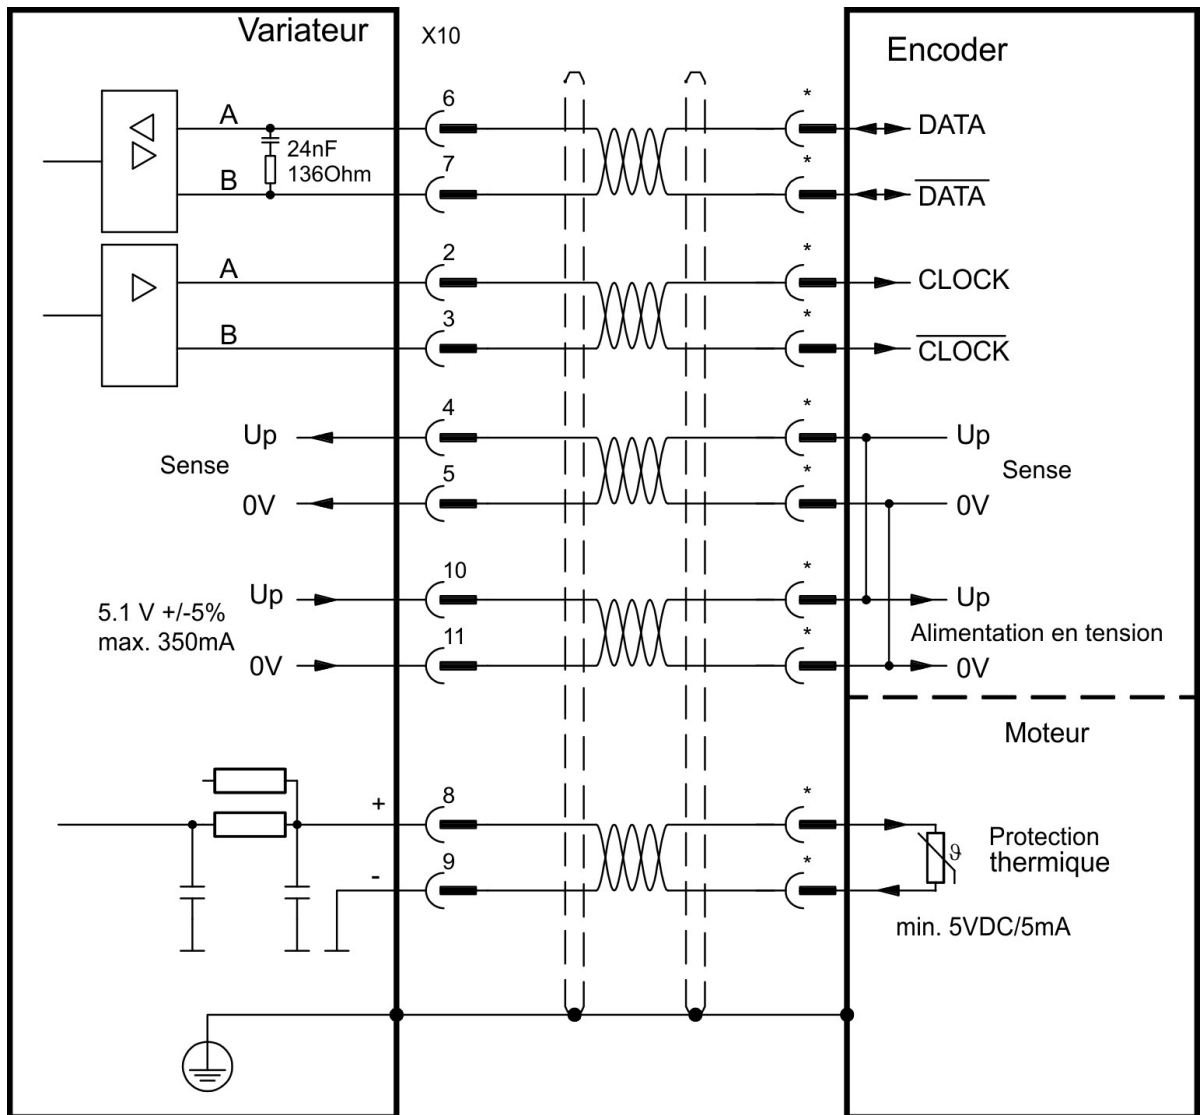 Variateur
X10
Encoder
6
*
A
DATA
24nF
136Ohm
7
*
B
DATA
2
*
A
CLOCK
3
*
B
CLOCK
4
*
Up
Up
Sense
Sense
5
*
0V
0V
10
*
Up
Up
5.1 V +/-5%
max. 350mA
Alimentation en tension
11
*
0V
0V
Moteur
8
*
+
Protection
thermique
ϑ
9
*
-
min. 5VDC/5mA